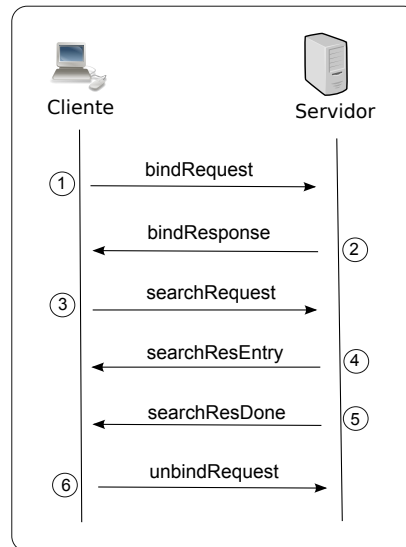 Cliente
Servidor
bindRequest
1
bindResponse
2
searchRequest
3
searchResEntry
4
searchResDone
5
unbindRequest
6